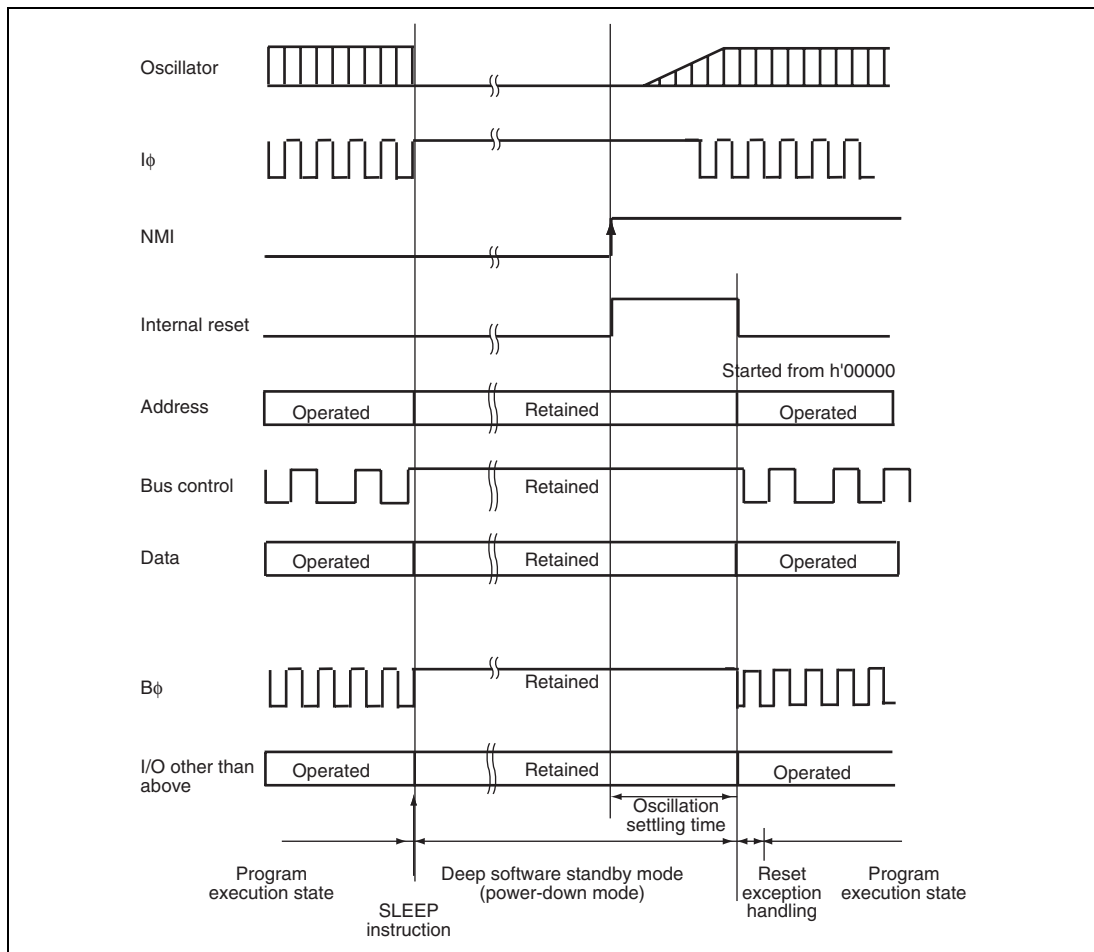 Oscillator
Iϕ
NMI
Internal reset
Started from h'00000
Address
Operated
Retained
Operated
Bus control
Retained
Data
Operated
Retained
Operated
Bϕ
Retained
I/O other than
above
Operated
Retained
Operated
Oscillation
settling time
Program
execution state
SLEEP
instruction
Deep software standby mode
(power-down mode)
Reset
exception
handling
Program
execution state